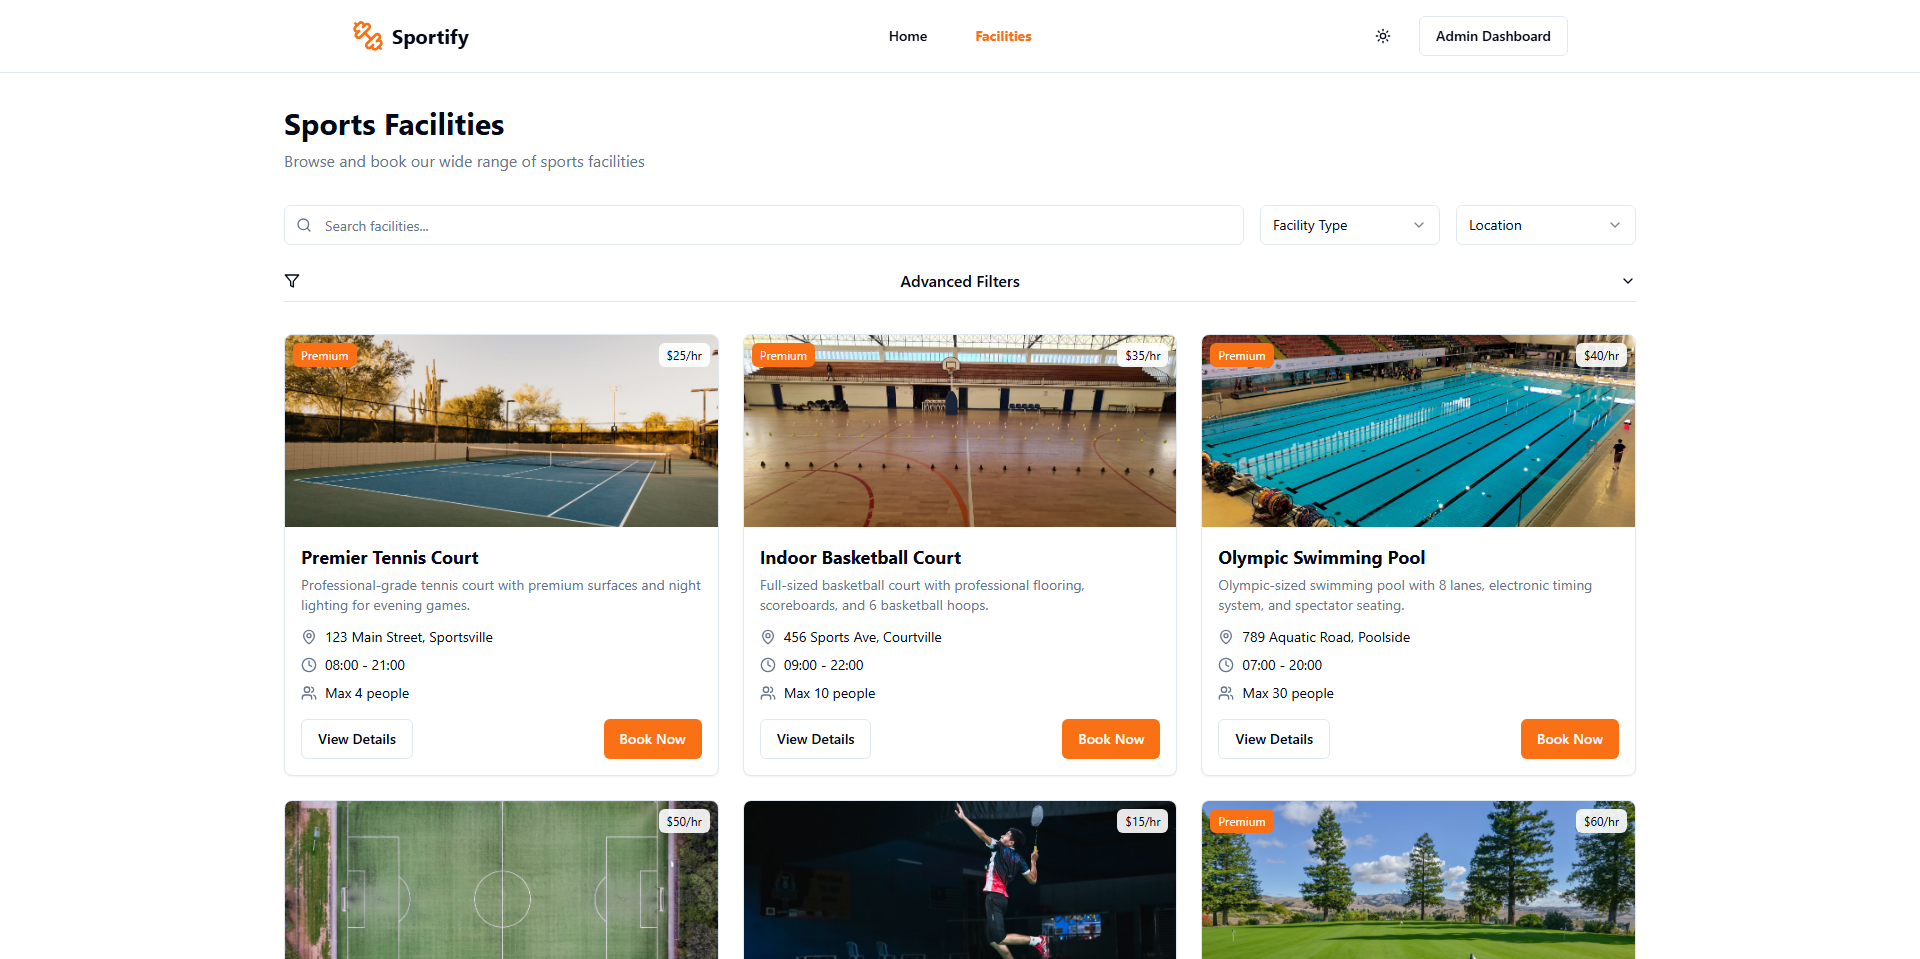 Sportify
Home
Facilities
Admin Dashboard
Sports Facilities
Browse and book our wide range of sports facilities
Search facilities...
Facility Type
Location
Advanced Filters
Premium
$25/hr
Premium
$35/hr
Premium
$40/hr
Premier Tennis Court
Professional-grade tennis court with premium surfaces and night
lighting for evening games.
123 Main Street, Sportsville
08:00 - 21:00
Max 4 people
View Details
Book Now
Indoor Basketball Court
Full-sized basketball court with professional flooring,
scoreboards, and 6 basketball hoops.
456 Sports Ave, Courtville
09:00 - 22:00
Max 10 people
View Details
Book Now
Olympic Swimming Pool
Olympic-sized swimming pool with 8 lanes, electronic timing
system, and spectator seating.
789 Aquatic Road, Poolside
07:00 - 20:00
Max 30 people
View Details
Book Now
$50/hr
$15/hr
Premium
$60/hr